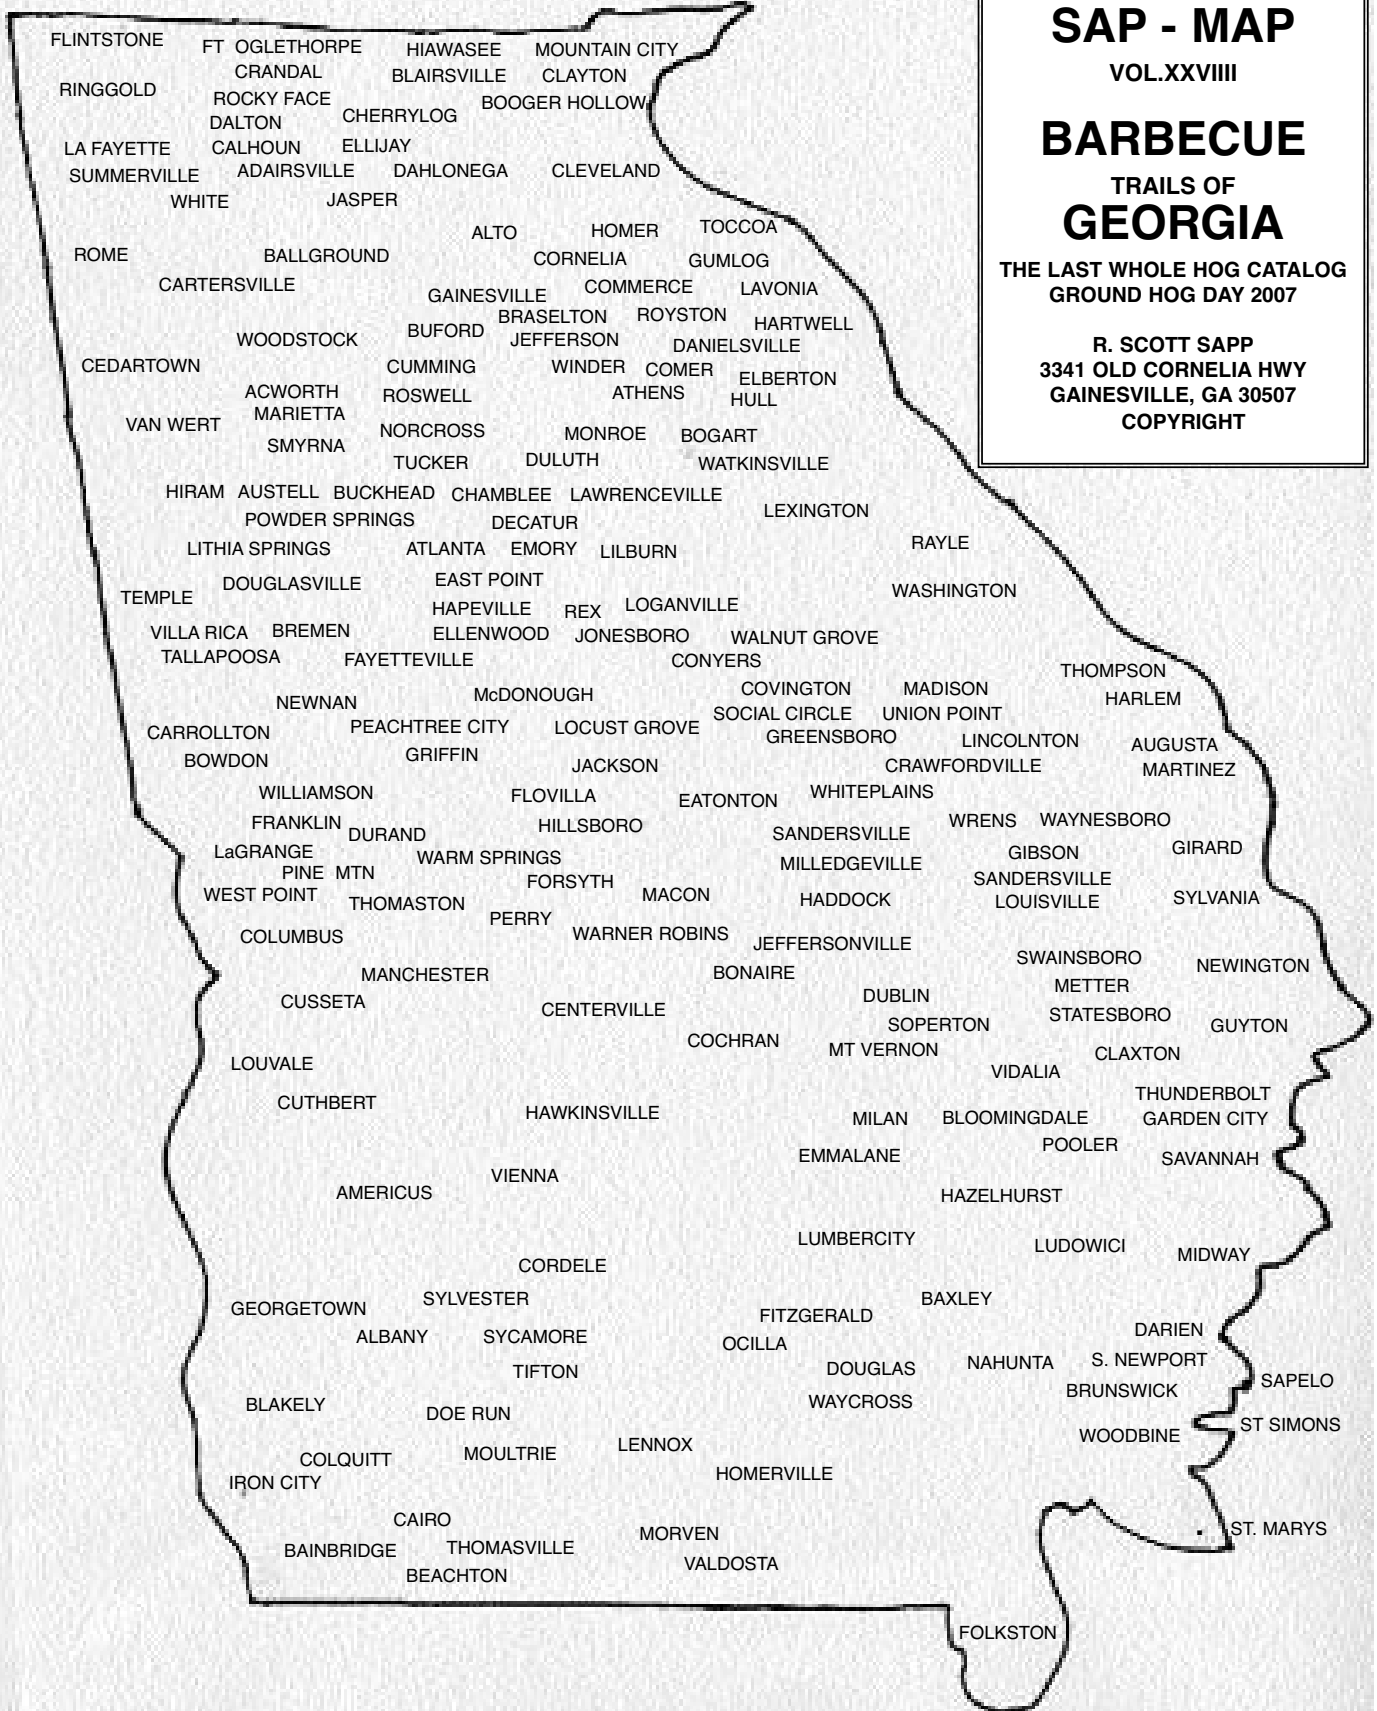 SAP - MAP
VOL.XXVIIII
BARBECUE
TRAILS OF
GEORGIA
THE LAST WHOLE HOG CATALOG
GROUND HOG DAY 2007
R. SCOTT SAPP
3341 OLD CORNELIA HWY
GAINESVILLE, GA 30507
COPYRIGHT
FLINTSTONE
FT OGLETHORPE
HIAWASEE
MOUNTAIN CITY
CRANDAL
BLAIRSVILLE
CLAYTON
RINGGOLD
ROCKY FACE
BOOGER HOLLOW
DALTON
CHERRYLOG
LA FAYETTE
CALHOUN
ELLIJAY
SUMMERVILLE
ADAIRSVILLE
DAHLONEGA
CLEVELAND
WHITE
JASPER
ALTO
HOMER
TOCCOA
ROME
BALLGROUND
CORNELIA
GUMLOG
CARTERSVILLE
GAINESVILLE
COMMERCE
LAVONIA
BRASELTON
ROYSTON
HARTWELL
WOODSTOCK
BUFORD
JEFFERSON
DANIELSVILLE
CEDARTOWN
CUMMING
WINDER
COMER
ELBERTON
ACWORTH
ROSWELL
ATHENS
HULL
MARIETTA
VAN WERT
NORCROSS
MONROE
BOGART
SMYRNA
TUCKER
DULUTH
WATKINSVILLE
HIRAM
AUSTELL
BUCKHEAD
CHAMBLEE
LAWRENCEVILLE
LEXINGTON
POWDER SPRINGS
DECATUR
LITHIA SPRINGS
ATLANTA
EMORY
LILBURN
RAYLE
DOUGLASVILLE
EAST POINT
WASHINGTON
TEMPLE
HAPEVILLE
REX
LOGANVILLE
VILLA RICA
BREMEN
ELLENWOOD
JONESBORO
WALNUT GROVE
TALLAPOOSA
FAYETTEVILLE
CONYERS
THOMPSON
NEWNAN
McDONOUGH
COVINGTON
MADISON
HARLEM
CARROLLTON
PEACHTREE CITY
LOCUST GROVE
SOCIAL CIRCLE
UNION POINT
GREENSBORO
LINCOLNTON
AUGUSTA
BOWDON
GRIFFIN
JACKSON
CRAWFORDVILLE
MARTINEZ
WILLIAMSON
FLOVILLA
EATONTON
WHITEPLAINS
FRANKLIN
DURAND
HILLSBORO
SANDERSVILLE
WRENS
WAYNESBORO
LaGRANGE
WARM SPRINGS
MILLEDGEVILLE
GIBSON
GIRARD
PINE MTN
FORSYTH
SANDERSVILLE
WEST POINT
THOMASTON
MACON
HADDOCK
LOUISVILLE
SYLVANIA
PERRY
COLUMBUS
WARNER ROBINS
JEFFERSONVILLE
MANCHESTER
BONAIRE
SWAINSBORO
NEWINGTON
CUSSETA
CENTERVILLE
DUBLIN
METTER
SOPERTON
STATESBORO
GUYTON
COCHRAN
MT VERNON
CLAXTON
LOUVALE
VIDALIA
CUTHBERT
HAWKINSVILLE
THUNDERBOLT
MILAN
BLOOMINGDALE
GARDEN CITY
EMMALANE
POOLER
SAVANNAH
VIENNA
AMERICUS
HAZELHURST
LUMBERCITY
LUDOWICI
MIDWAY
CORDELE
GEORGETOWN
SYLVESTER
FITZGERALD
BAXLEY
ALBANY
SYCAMORE
OCILLA
DARIEN
TIFTON
DOUGLAS
NAHUNTA
S. NEWPORT
SAPELO
BLAKELY
DOE RUN
WAYCROSS
BRUNSWICK
ST SIMONS
COLQUITT
MOULTRIE
LENNOX
WOODBINE
IRON CITY
HOMERVILLE
CAIRO
MORVEN
ST. MARYS
BAINBRIDGE
THOMASVILLE
VALDOSTA
BEACHTON
FOLKSTON